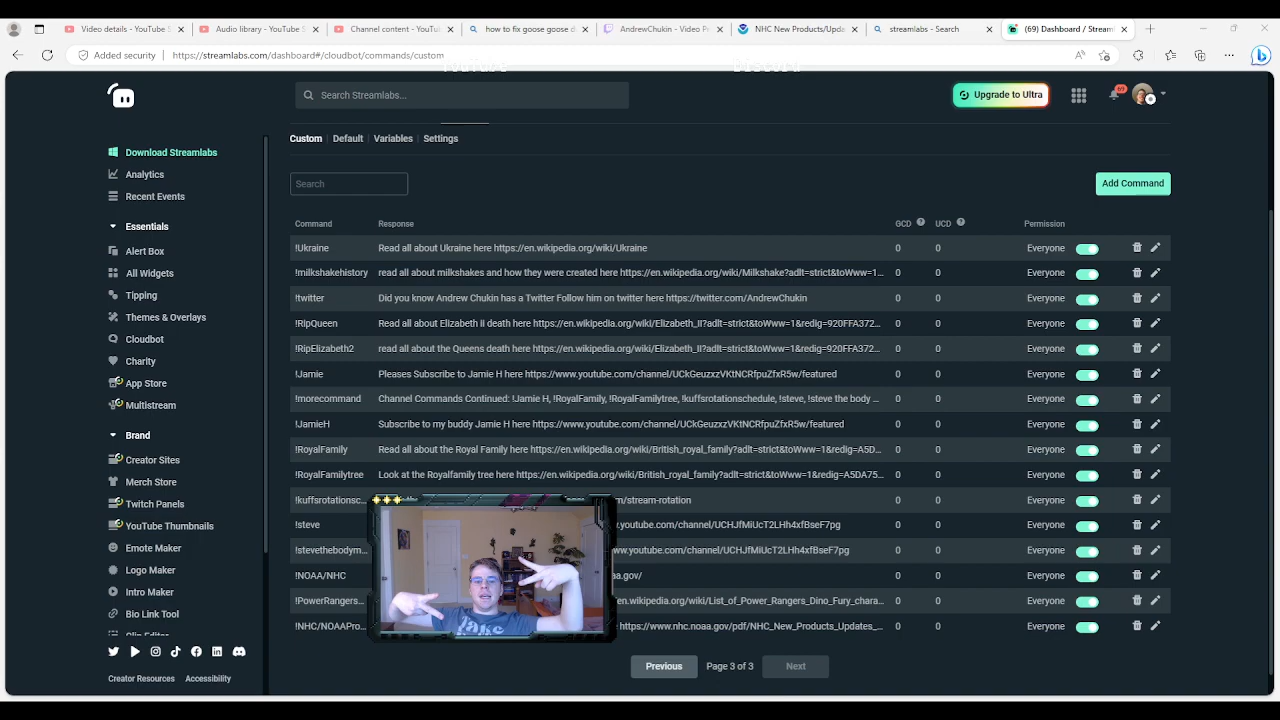 Video details - YouTube S
Audio library - YouTube S
Channel content - YouTu
how to fix goose goose d
AndrewChukin - Video P
NHC New Products/Upda
streamlabs - Search
(69) Dashboard / Stream
Added security
https://streamlabs.com/dashboard#/cloudbot/commands/custom
YouTube
Discord
Search Streamlabs...
Upgrade to Ultra
69
Custom
Default
Variables
Settings
Download Streamlabs
Analytics
Recent Events
Essentials
Alert Box
All Widgets
Tipping
Themes & Overlays
Cloudbot
Charity
App Store
Multistream
Brand
Creator Sites
Merch Store
Twitch Panels
YouTube Thumbnails
Emote Maker
Logo Maker
Intro Maker
Bio Link Tool
Clip Editor
Creator Resources
Accessibility
Search
Add Command
Command Response GCD UCD Permission
!Ukraine Read all about Ukraine here https://en.wikipedia.org/wiki/Ukraine 0 0 Everyone
!milkshakehistory read all about milkshakes and how they were created here https://en.wikipedia.org/wiki/Milkshake?adlt=strict&toWww=1... 0 0 Everyone
!twitter Did you know Andrew Chukin has a Twitter Follow him on twitter here https://twitter.com/AndrewChukin 0 0 Everyone
!RipQueen Read all about Elizabeth ii death here https://en.wikipedia.org/wiki/Elizabeth_II?adlt=strict&toWww=1&redig=920FFA372... 0 0 Everyone
!RipElizabeth2 read all about the Queens death here https://en.wikipedia.org/wiki/Elizabeth_II?adlt=strict&toWww=1&redig=920FFA372... 0 0 Everyone
!Jamie Pleases Subscribe to Jamie H here https://www.youtube.com/channel/UCkGeuzxzVKtNCRfpuZfxR5w/featured 0 0 Everyone
!morecommand Channel Commands Continued: !Jamie H, !RoyalFamily, !RoyalFamilytree, !kuffsrotationschedule, !steve, !steve the body ... 0 0 Everyone
!JamieH Subscribe to my buddy Jamie H https://www.youtube.com/channel/UCkGeuzxzVKtNCRfpuZfxR5w/featured 0 0 Everyone
!RoyalFamily Read all about the Royal Family here https://en.wikipedia.org/wiki/British_royal_family?adlt=strict&toWww=1&redig=A5D... 0 0 Everyone
!RoyalFamilytree Look at the Royalfamily tree here https://en.wikipedia.org/wiki/British_royal_family?adlt=strict&toWww=1&redig=A5DA75... 0 0 Everyone
!kuffsrotationsc... m/stream-rotation 0 0 Everyone
!steve w.youtube.com/channel/UCHJfMiUcT2LHh4xfBseF7pg 0 0 Everyone
!stevethebodym... ww.youtube.com/channel/UCHJfMiUcT2LHh4xfBseF7pg 0 0 Everyone
!NOAA/NHC aa.gov/ 0 0 Everyone
!PowerRangers... en.wikipedia.org/wiki/List_of_Power_Rangers_Dino_Fury_chara... 0 0 Everyone
!NHC/NOAAPro... https://www.nhc.noaa.gov/pdf/NHC_New_Products_Updates_... 0 0 Everyone
Previous
Page 3 of 3
Next